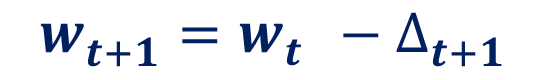 w_{t+1} = w_t − Δ_{t+1}